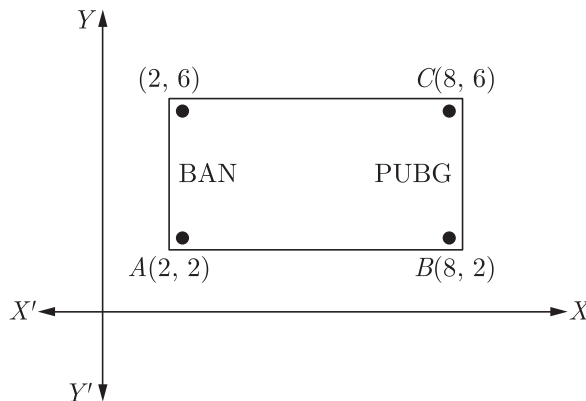 Y
(2, 6) C(8, 6)
BAN PUBG
A(2, 2) B(8, 2)
X′ X
Y′